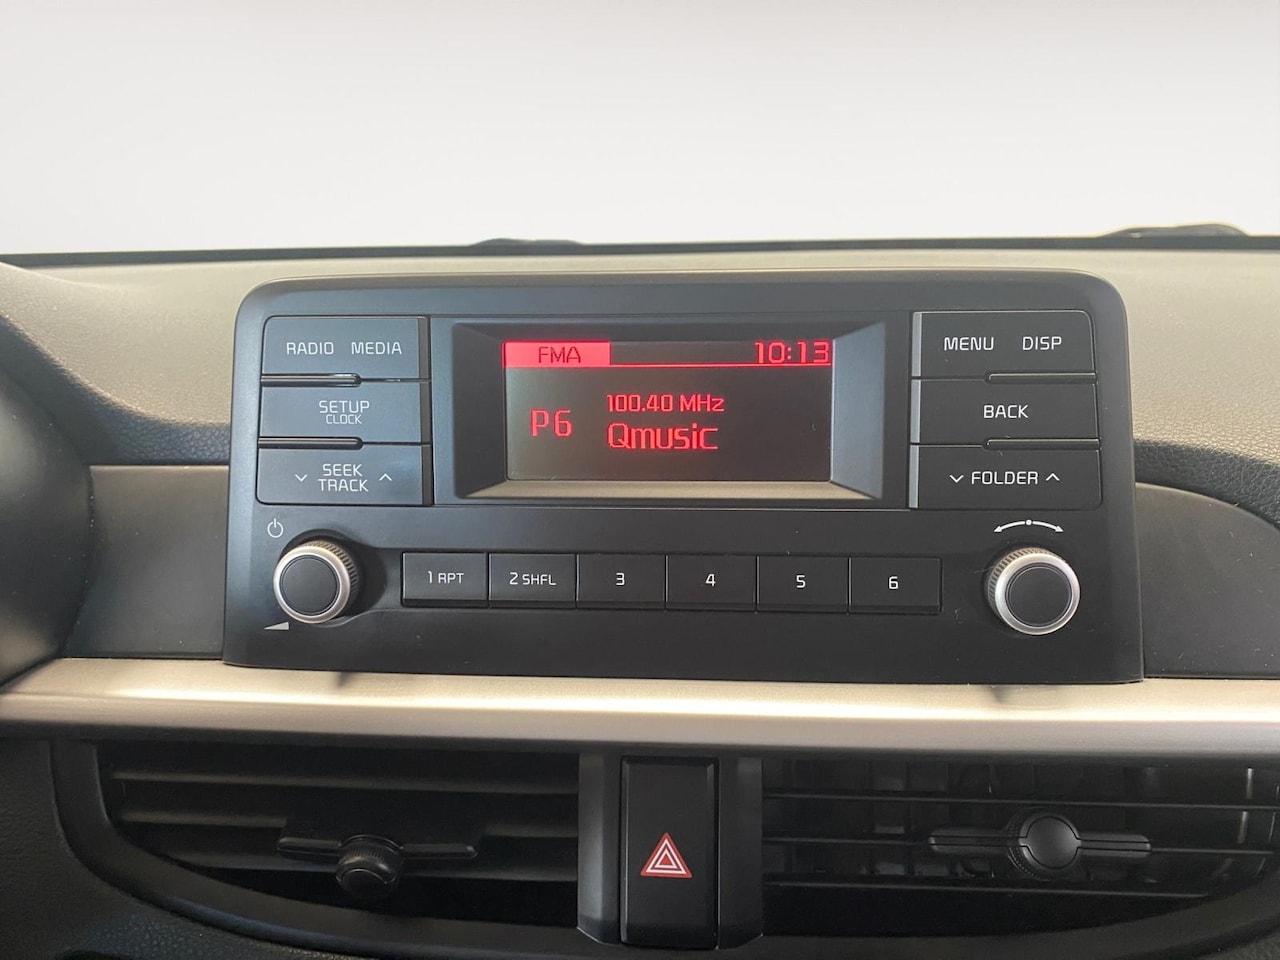 RADIO MEDIA
SETUP
CLOCK
SEEK
TRACK
FMA 10:13
P6 100.40 MHz
Qmusic
MENU DISP
BACK
FOLDER
1 RPT 2 SHFL 3 4 5 6